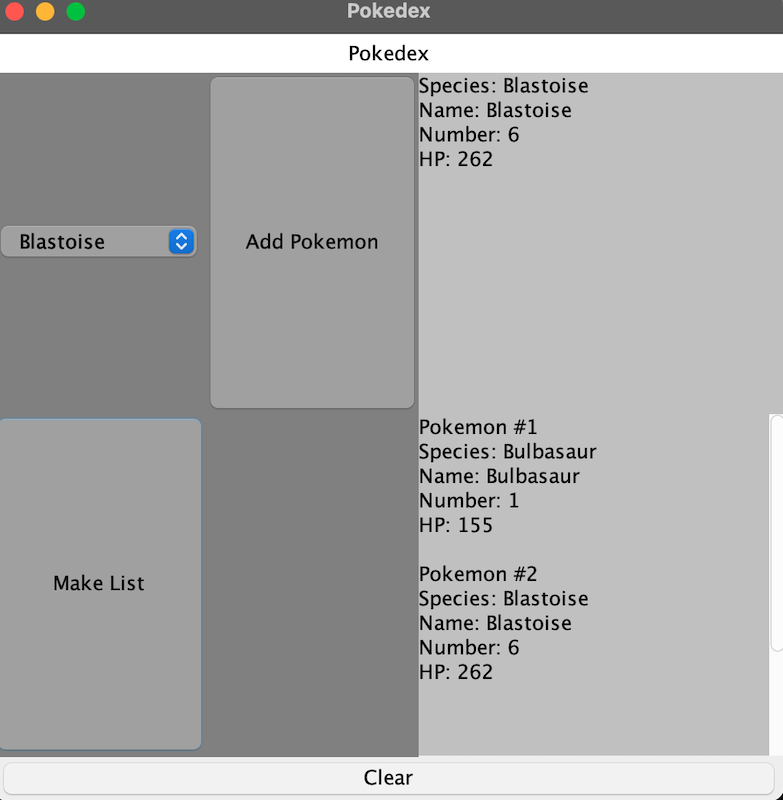 Pokedex
Pokedex
Blastoise
Add Pokemon
Species: Blastoise
Name: Blastoise
Number: 6
HP: 262
Make List
Pokemon #1
Species: Bulbasaur
Name: Bulbasaur
Number: 1
HP: 155
Pokemon #2
Species: Blastoise
Name: Blastoise
Number: 6
HP: 262
Clear